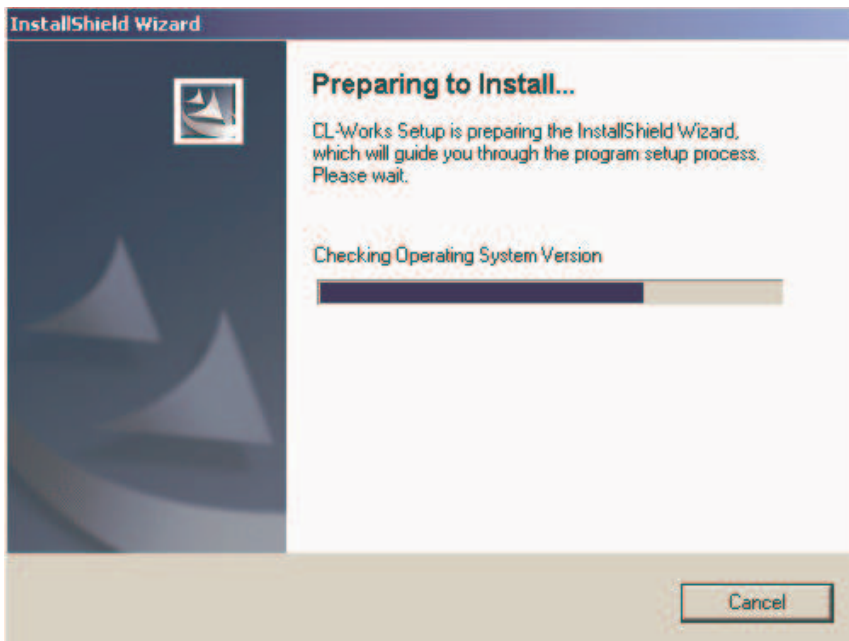 InstallShield Wizard
Preparing to Install...
CL-Works Setup is preparing the InstallShield Wizard,
which will guide you through the program setup process.
Please wait.
Checking Operating System Version
Cancel